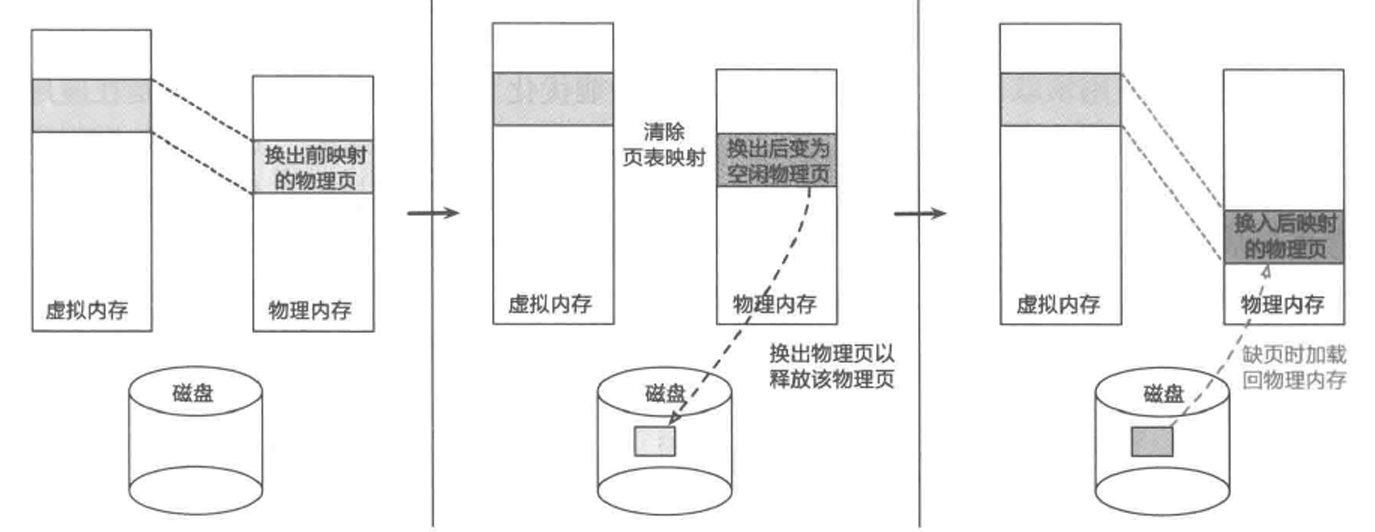 换出前映射
的物理页
虚拟内存
物理内存
磁盘
清除
页表映射
换出后变为
空闲物理页
虚拟内存
物理内存
换出物理页以
释放该物理页
磁盘
换入后映射
的物理页
虚拟内存
物理内存
缺页时加载
回物理内存
磁盘